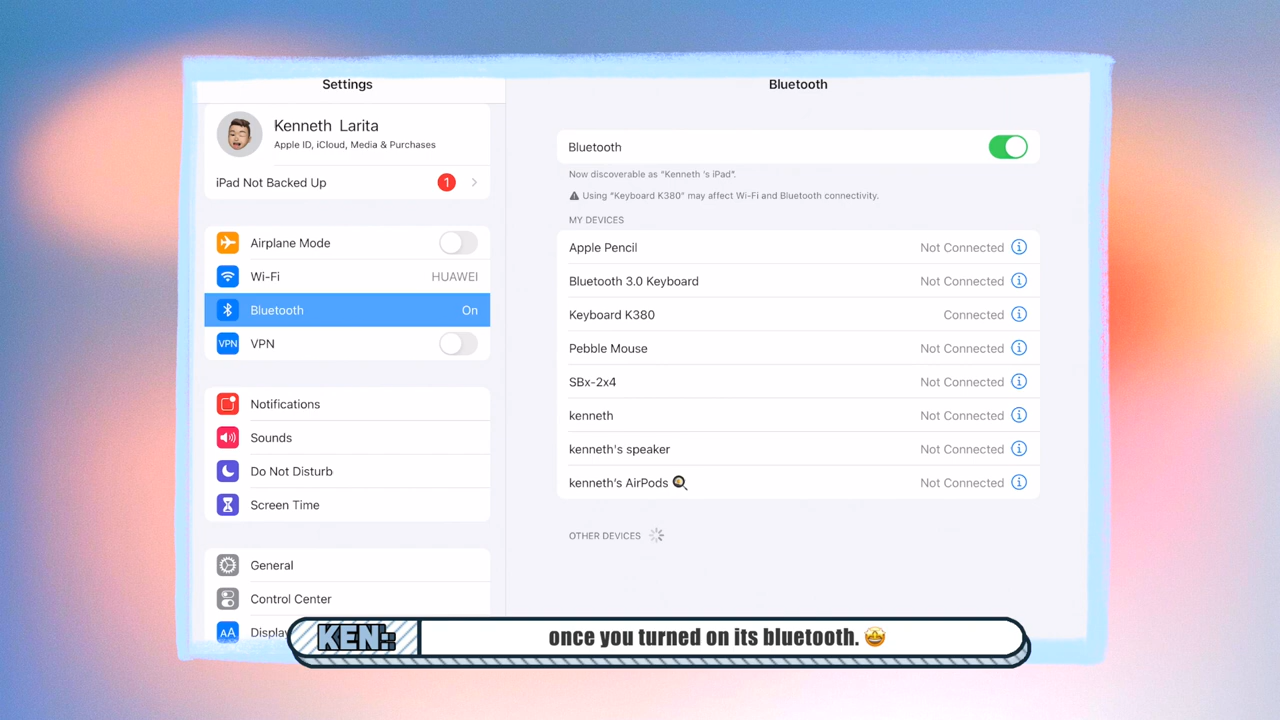 Settings
Kenneth Larita
Apple ID, iCloud, Media & Purchases
iPad Not Backed Up 1
Airplane Mode
Wi-Fi HUAWEI
Bluetooth On
VPN VPN
Notifications
Sounds
Do Not Disturb
Screen Time
General
Control Center
AA Display
Bluetooth
Bluetooth
Now discoverable as “Kenneth ’s iPad”.
Using “Keyboard K380” may affect Wi-Fi and Bluetooth connectivity.
MY DEVICES
Apple Pencil Not Connected
Bluetooth 3.0 Keyboard Not Connected
Keyboard K380 Connected
Pebble Mouse Not Connected
SBx-2x4 Not Connected
kenneth Not Connected
kenneth's speaker Not Connected
kenneth’s AirPods 🍳 Not Connected
OTHER DEVICES
KEN:
once you turned on its bluetooth. 🤩